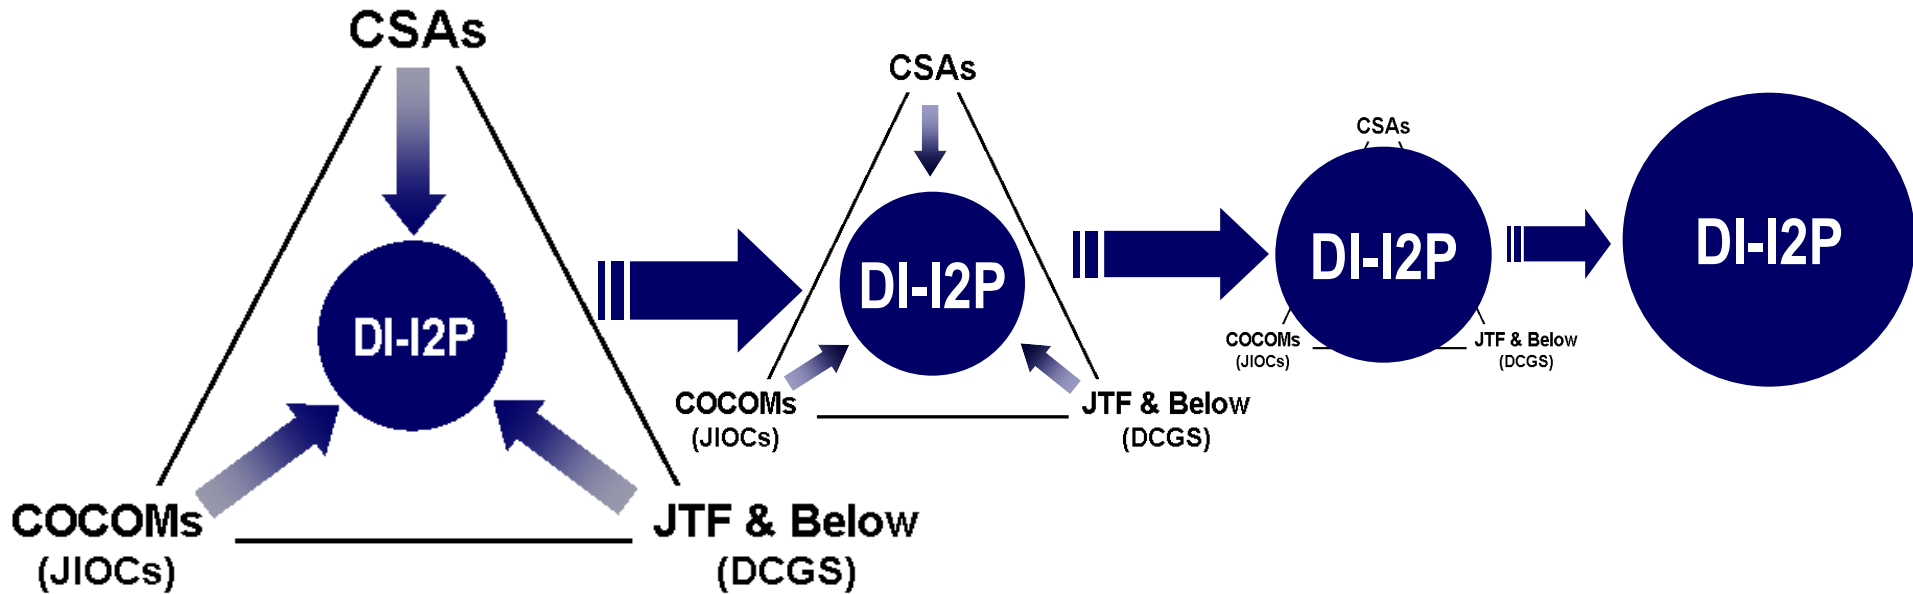 CSAs
DI-I2P
COCOMs
(JIOCs)
JTF & Below
(DCGS)
CSAs
DI-I2P
COCOMs
(JIOCs)
JTF & Below
(DCGS)
CSAs
DI-I2P
COCOMs
(JIOCs)
JTF & Below
(DCGS)
DI-I2P